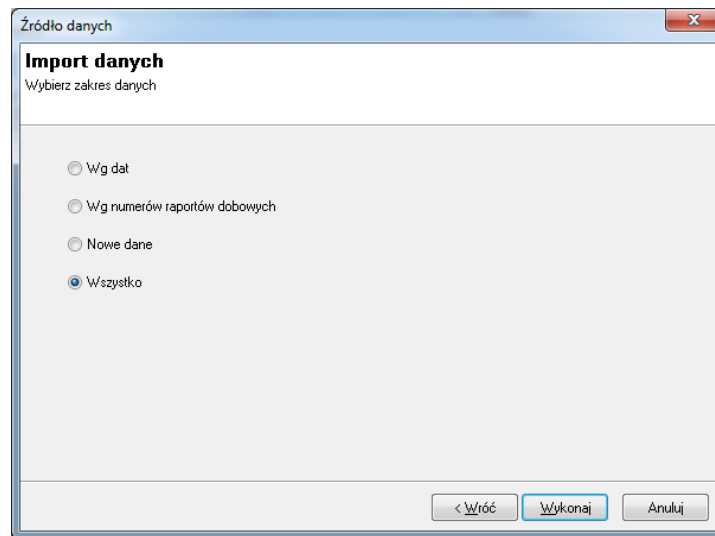 Źródło danych
Import danych
Wybierz zakres danych
Wg dat
Wg numerów raportów dobowych
Nowe dane
Wszystko
< Wróć Wykonaj Anuluj